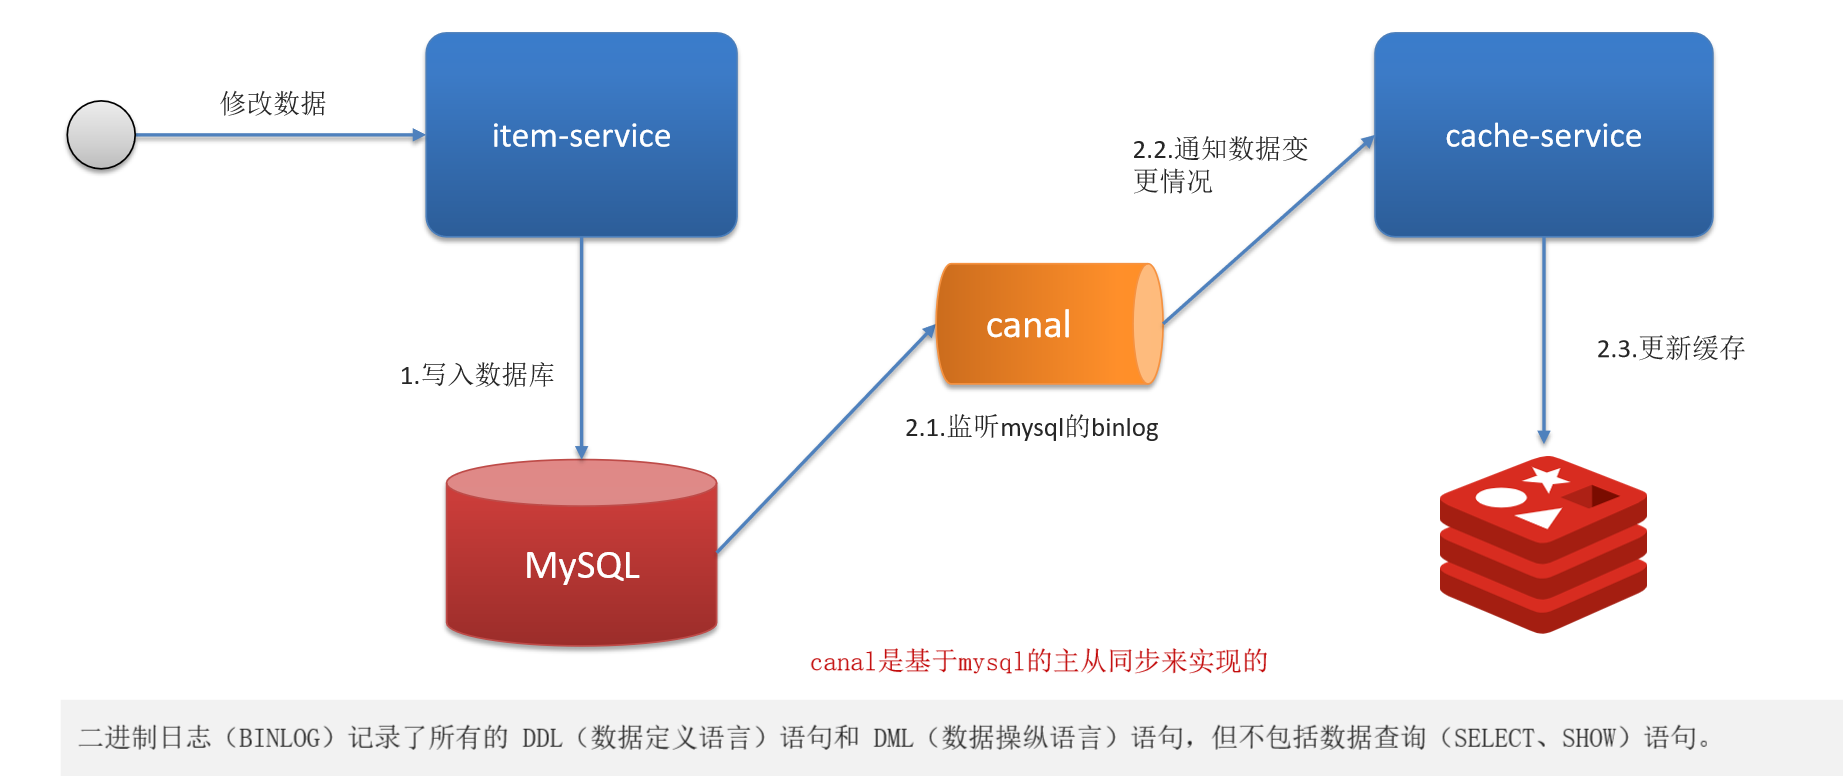 修改数据
item-service
cache-service
2.2.通知数据变
更情况
canal
1.写入数据库
2.3.更新缓存
2.1.监听mysql的binlog
MySQL
canal是基于mysql的主从同步来实现的
二进制日志（BINLOG）记录了所有的 DDL（数据定义语言）语句和 DML（数据操纵语言）语句，但不包括数据查询（SELECT、SHOW）语句。